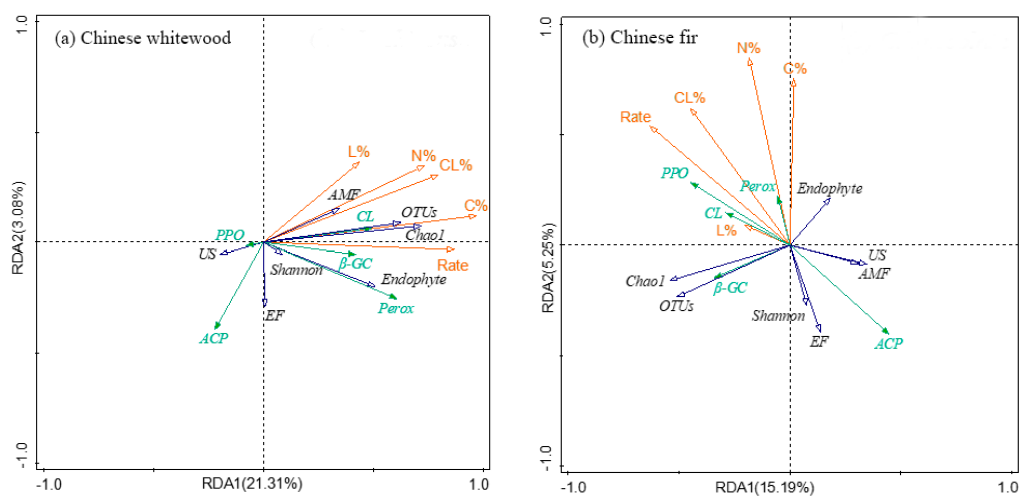 (a) Chinese whitewood
1.0
L%
N%
CL%
AMF
OTUs
C%
CL
Chao1
PPO
US
Shannon
β-GC
Rate
Endophyte
Perox
EF
ACP
RDA2(3.08%)
-1.0
-1.0
RDA1(21.31%)
1.0
(b) Chinese fir
1.0
N%
C%
CL%
Rate
PPO
Perox
Endophyte
CL
L%
US
AMF
Chao1
β-GC
OTUs
Shannon
EF
ACP
RDA2(5.25%)
-1.0
-1.0
RDA1(15.19%)
1.0